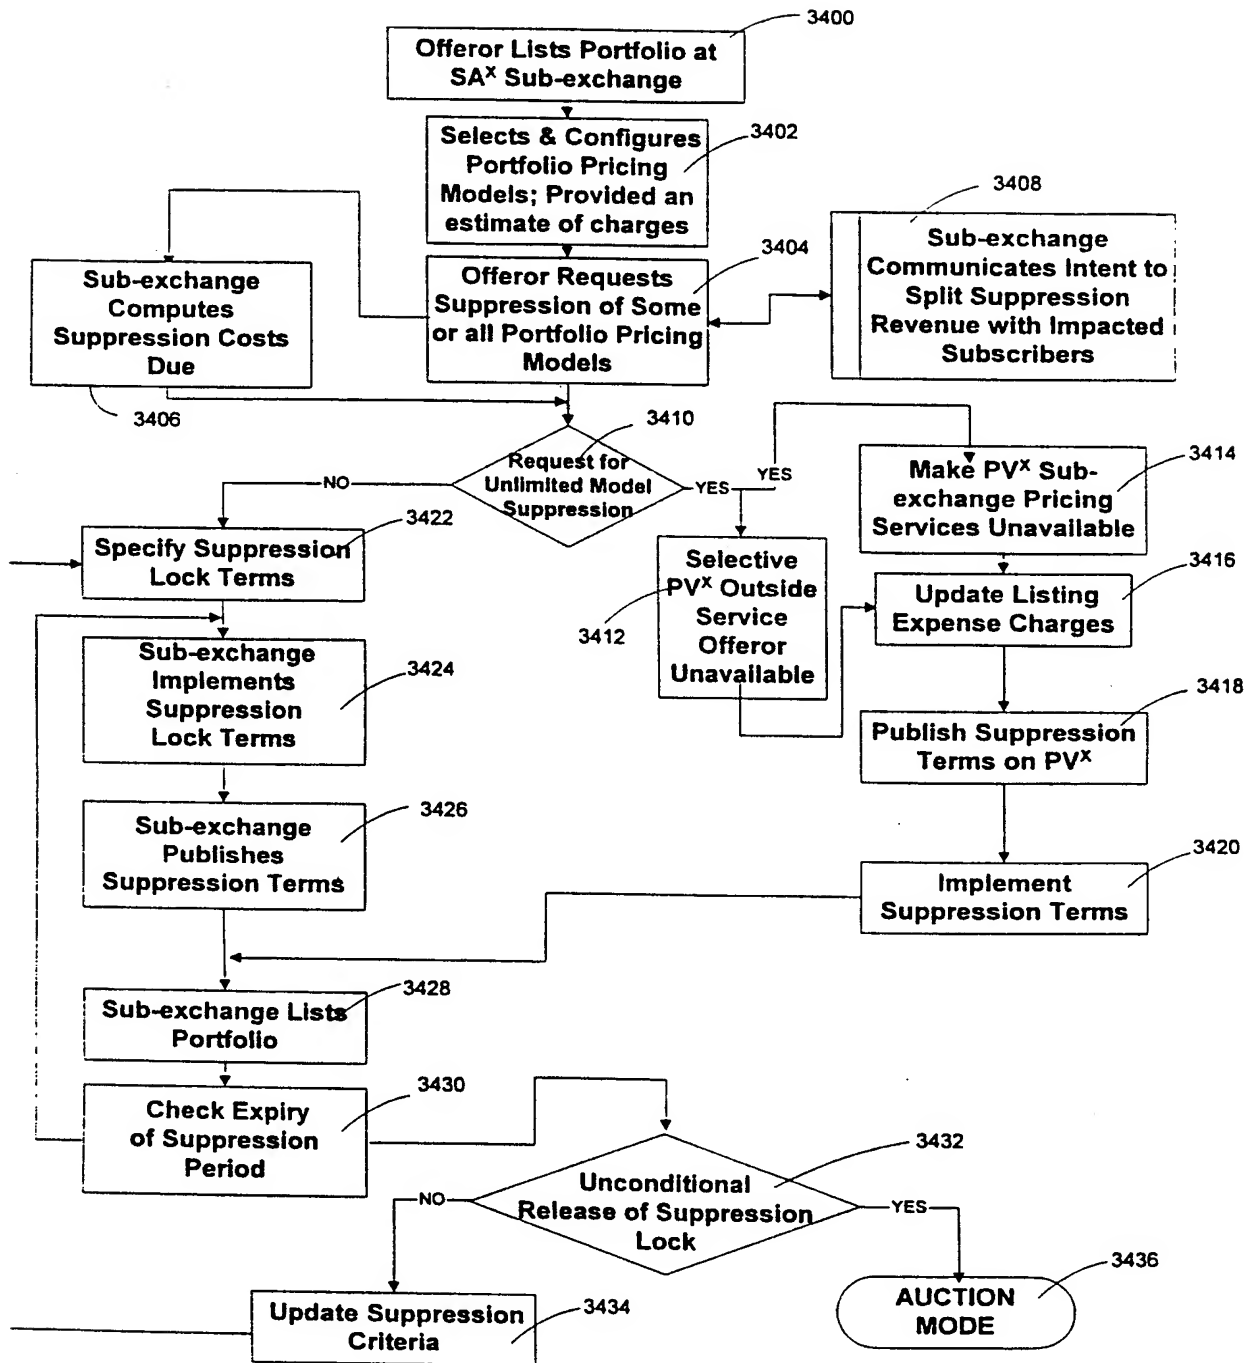 3400
Offeror Lists Portfolio at
SAˣ Sub-exchange
3402
Selects & Configures
Portfolio Pricing
Models; Provided an
estimate of charges
3408
Sub-exchange
Communicates Intent to
Split Suppression
Revenue with Impacted
Subscribers
3404
Offeror Requests
Suppression of Some
or all Portfolio Pricing
Models
Sub-exchange
Computes
Suppression Costs
Due
3406
3410
Request for
Unlimited Model
Suppression
NO
YES
YES
3414
Make PVˣ Sub-
exchange Pricing
Services Unavailable
3422
Specify Suppression
Lock Terms
Selective
PVˣ Outside
Service
Offeror
Unavailable
3412
3416
Update Listing
Expense Charges
3424
Sub-exchange
Implements
Suppression
Lock Terms
3418
Publish Suppression
Terms on PVˣ
3426
Sub-exchange
Publishes
Suppression Terms
3420
Implement
Suppression Terms
3428
Sub-exchange Lists
Portfolio
3430
Check Expiry
of Suppression
Period
3432
Unconditional
Release of Suppression
Lock
NO
YES
3434
Update Suppression
Criteria
3436
AUCTION
MODE